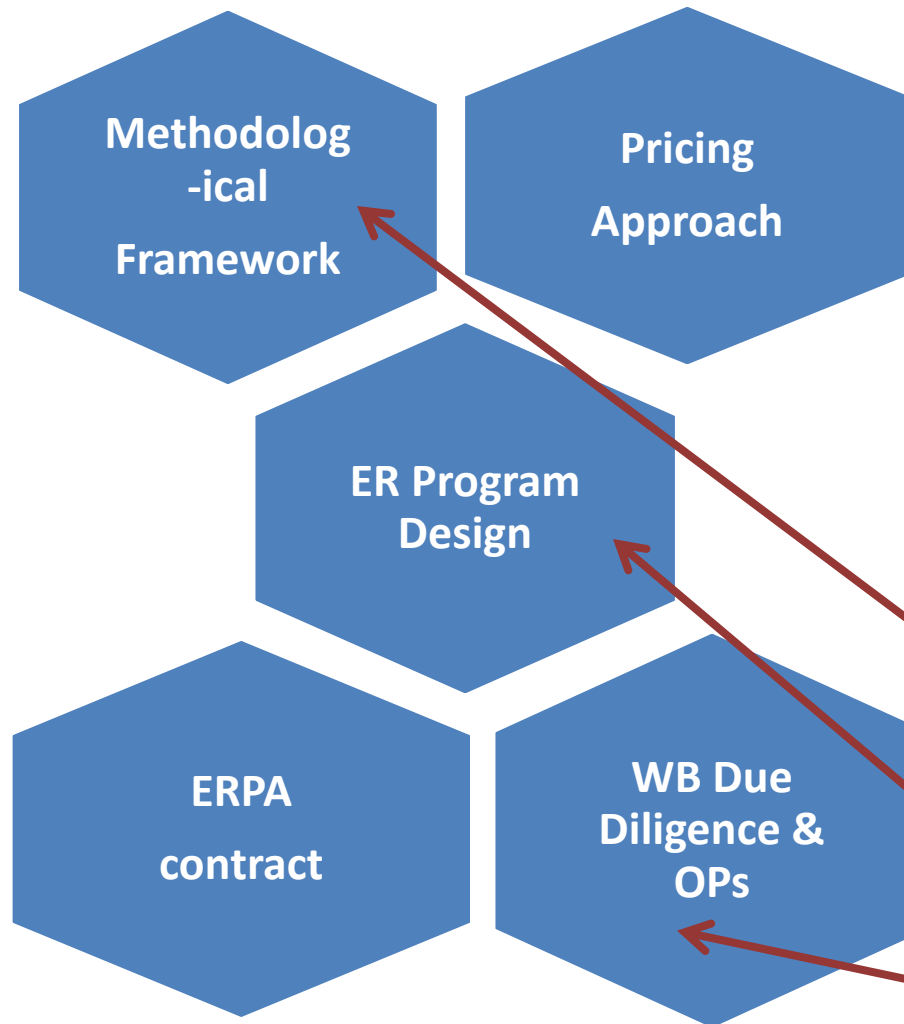 Methodolog
-ical
Framework
Pricing
Approach
ER Program
Design
ERPA
contract
WB Due
Diligence &
OPs